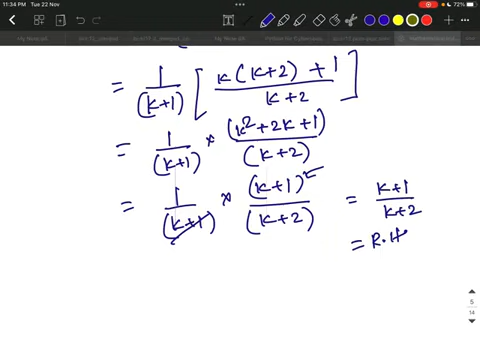 11:34 PM Tue 22 Nov
72%
= 1/(k+1) [ (k(k+2) + 1)/(k+2) ]
= 1/(k+1) × (k²+2k+1)/(k+2)
= 1/(k+1) × (k+1)²/(k+2) = (k+1)/(k+2)
= R.H
5
14